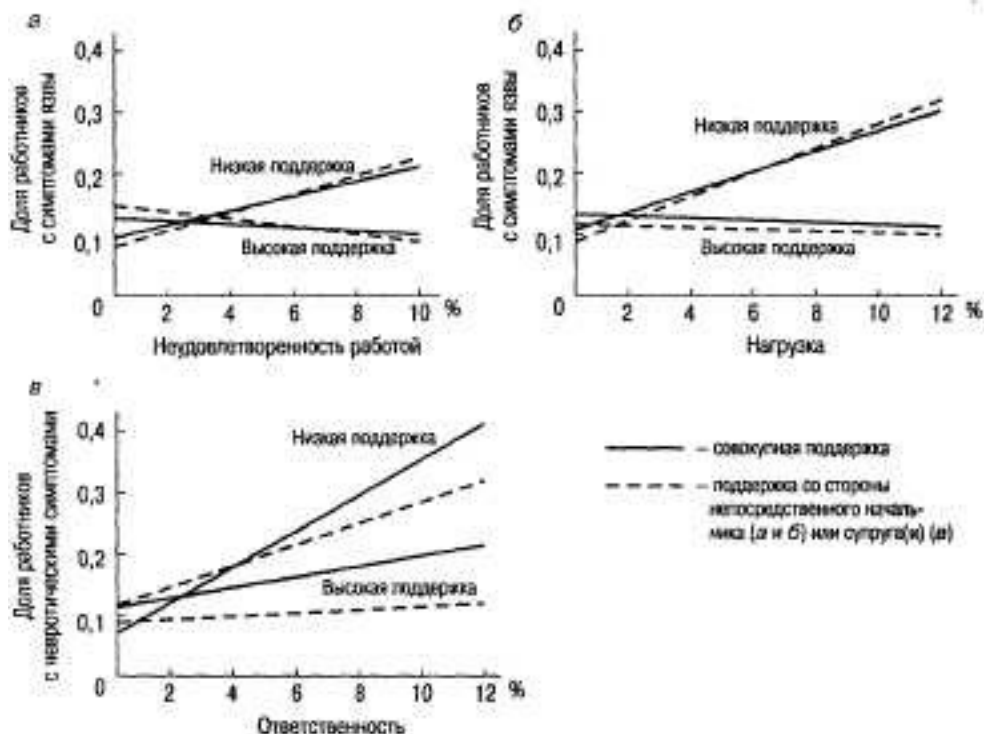 а
Доля работников
с симптомами язвы
0,4
0,3
0,2
0,1
0
Низкая поддержка
Высокая поддержка
2 4 6 8 10 %
Неудовлетворенность работой
б
Доля работников
с симптомами язвы
0,4
0,3
0,2
0,1
0
Низкая поддержка
Высокая поддержка
2 4 6 8 10 12 %
Нагрузка
в
Доля работников
с невротическими симптомами
0,4
0,3
0,2
0,1
0
Низкая поддержка
Высокая поддержка
2 4 6 8 10 12 %
Ответственность
– совокупная поддержка
– поддержка со стороны
непосредственного началь-
ника (а и б) или супруга(и) (в)